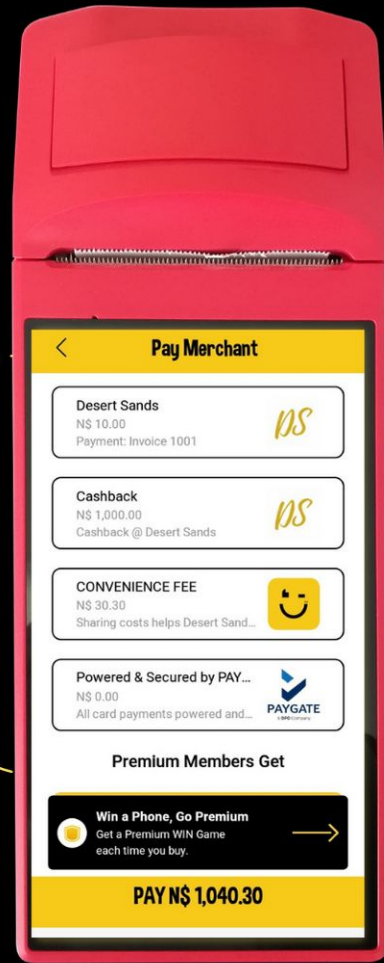 Pay Merchant
Desert Sands
N$ 10.00
Payment: Invoice 1001
DS
Cashback
N$ 1,000.00
Cashback @ Desert Sands
DS
CONVENIENCE FEE
N$ 30.30
Sharing costs helps Desert Sand...
Powered & Secured by PAY...
N$ 0.00
All card payments powered and...
PAYGATE
A DPO Company
Premium Members Get
Win a Phone, Go Premium
Get a Premium WIN Game
each time you buy.
PAY N$ 1,040.30